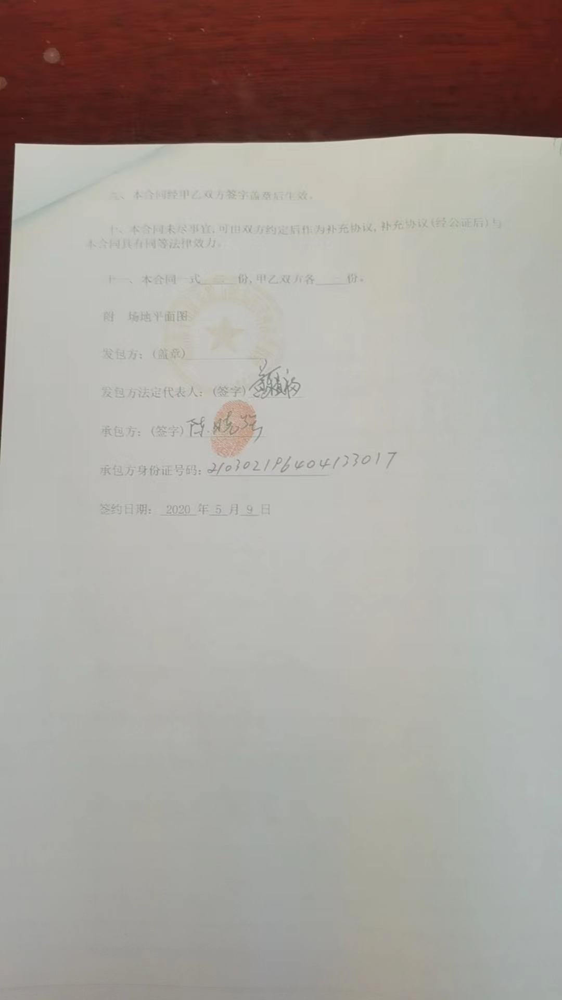 九、本合同经甲乙双方签字盖章后生效。
十、本合同未尽事宜,可由双方约定后作为补充协议,补充协议(经公证后)与
本合同具有同等法律效力。
十一、本合同一式 二 份,甲乙双方各 一 份。
附 场地平面图
发包方:(盖章)
发包方法定代表人:(签字)
承包方:(签字)陈晓强
承包方身份证号码:210302196404133017
签约日期: 2020 年 5 月 9 日